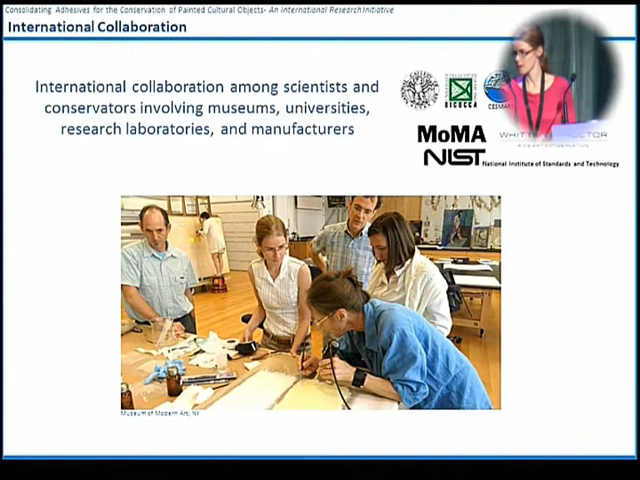 Consolidating Adhesives for the Conservation of Painted Cultural Objects- An International Research Initiative
International Collaboration
International collaboration among scientists and
conservators involving museums, universities,
research laboratories, and manufacturers
BICOCCA
MoMA
NIST National Institute of Standards and Technology
Museum of Modern Art, NY